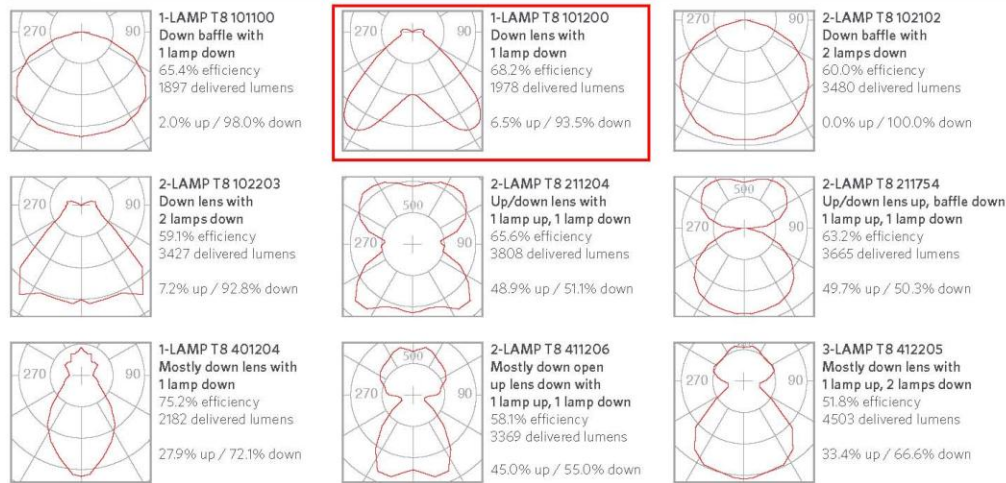 270
90
1-LAMP T8 101100
Down baffle with
1 lamp down
65.4% efficiency
1897 delivered lumens
2.0% up / 98.0% down
270
90
1-LAMP T8 101200
Down lens with
1 lamp down
68.2% efficiency
1978 delivered lumens
6.5% up / 93.5% down
270
90
2-LAMP T8 102102
Down baffle with
2 lamps down
60.0% efficiency
3480 delivered lumens
0.0% up / 100.0% down
270
90
2-LAMP T8 102203
Down lens with
2 lamps down
59.1% efficiency
3427 delivered lumens
7.2% up / 92.8% down
500
270
90
2-LAMP T8 211204
Up/down lens with
1 lamp up, 1 lamp down
65.6% efficiency
3808 delivered lumens
48.9% up / 51.1% down
500
270
90
2-LAMP T8 211754
Up/down lens up, baffle down
1 lamp up, 1 lamp down
63.2% efficiency
3665 delivered lumens
49.7% up / 50.3% down
270
90
1-LAMP T8 401204
Mostly down lens with
1 lamp down
75.2% efficiency
2182 delivered lumens
27.9% up / 72.1% down
500
270
90
2-LAMP T8 411206
Mostly down open
up lens down with
1 lamp up, 1 lamp down
58.1% efficiency
3369 delivered lumens
45.0% up / 55.0% down
270
90
3-LAMP T8 412205
Mostly down lens with
1 lamp up, 2 lamps down
51.8% efficiency
4503 delivered lumens
33.4% up / 66.6% down